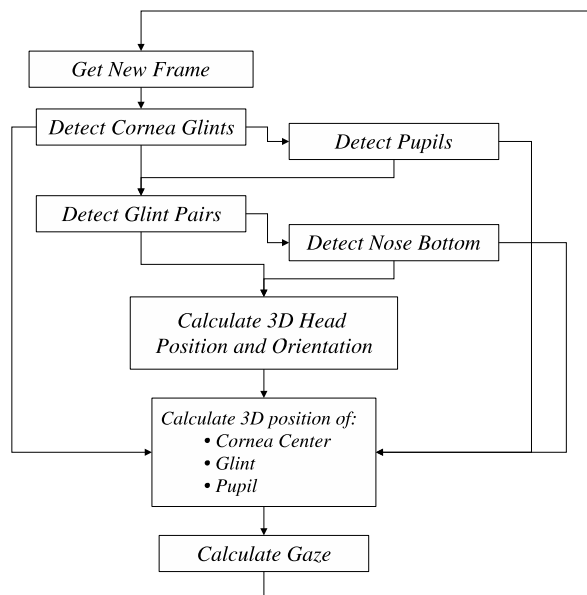 Get New Frame
Detect Cornea Glints
Detect Pupils
Detect Glint Pairs
Detect Nose Bottom
Calculate 3D Head
Position and Orientation
Calculate 3D position of:
• Cornea Center
• Glint
• Pupil
Calculate Gaze